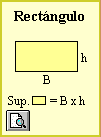 Rectángulo
h
B
Sup. = B x h